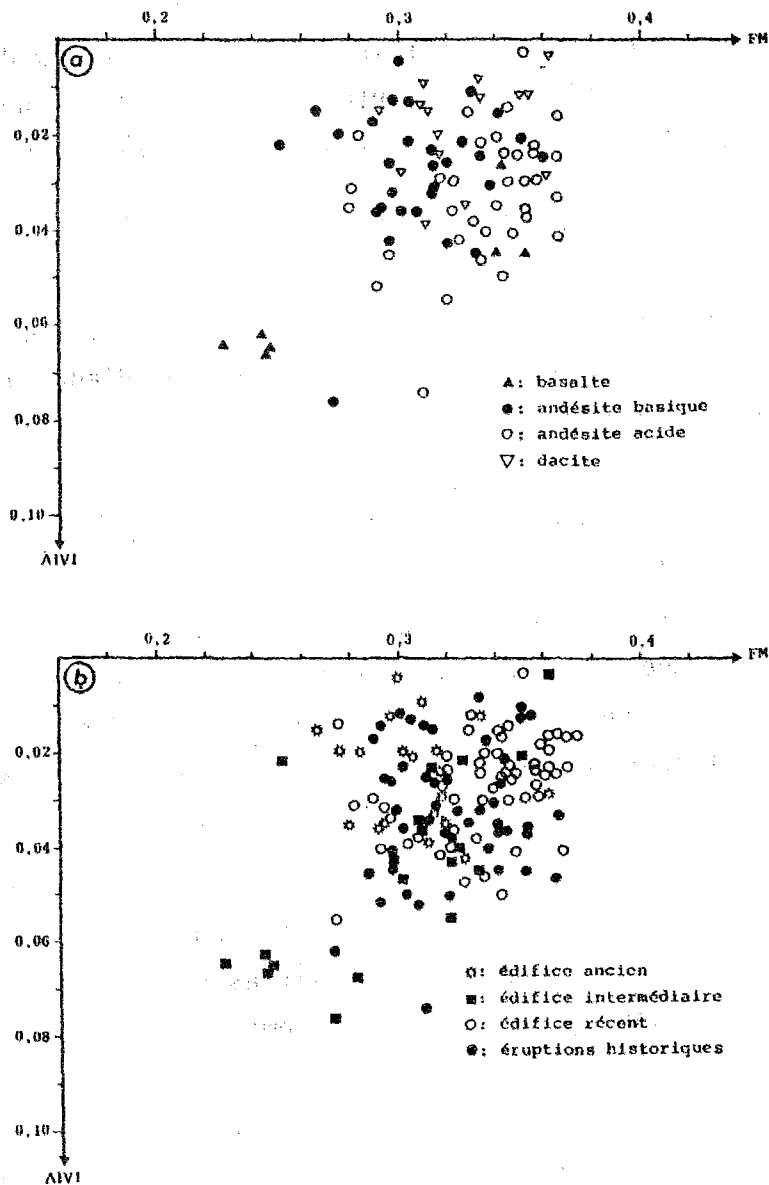 0,2 0,3 0,4 FM
a
0,02
0,04
0,06
0,08
0,10
AlVI
▲: basalte
●: andésite basique
○: andésite acide
▽: dacite
0,2 0,3 0,4 FM
b
0,02
0,04
0,06
0,08
0,10
AlVI
☼: édifice ancien
■: édifice intermédiaire
○: édifice récent
●: éruptions historiques